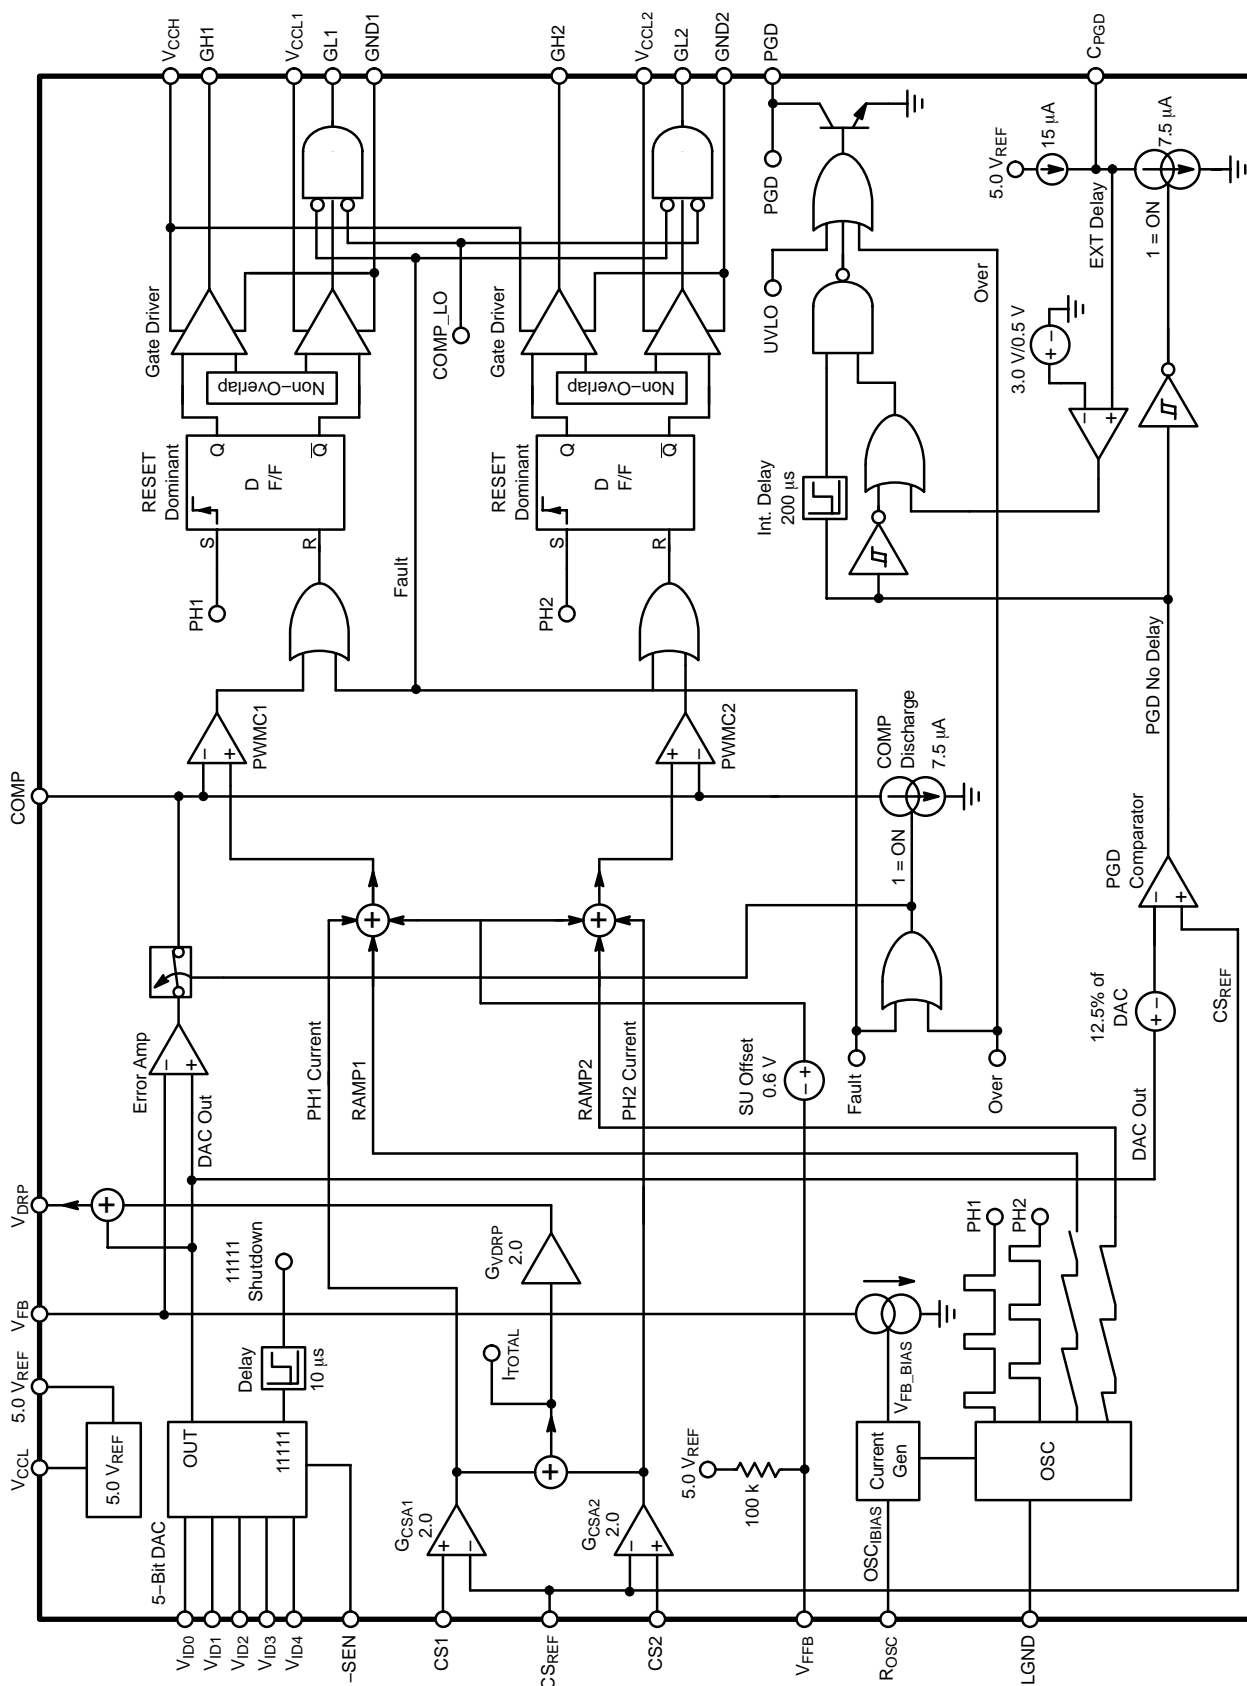 VCCH
GH1
VCCL1
GL1
GND1
GH2
VCCL2
GL2
GND2
PGD
CPGD
Gate Driver
Non–Overlap
COMP_LO
Gate Driver
Non–Overlap
PGD
UVLO
Over
5.0 VREF
15 µA
EXT Delay
7.5 µA
1 = ON
3.0 V/0.5 V
+
–
–
+
RESET
Dominant
S
R
Q
Q
D
F/F
PH1
Fault
RESET
Dominant
S
R
Q
Q
D
F/F
PH2
Int. Delay
200 µs
PGD No Delay
COMP
–
+
PWMC1
+
–
PWMC2
COMP
Discharge
7.5 µA
1 = ON
PGD
Comparator
–
+
Error Amp
–
+
DAC Out
PH1 Current
RAMP1
+
+
RAMP2
PH2 Current
SU Offset
0.6 V
–
+
Fault
Over
12.5% of
DAC
+
–
DAC Out
CSREF
VDRP
+
VFB
5.0 VREF
VCCL
5.0 VREF
11111
Shutdown
Delay
10 µs
OUT
11111
5–Bit DAC
GVDRP
2.0
ITOTAL
+
GCSA1
2.0
+
–
GCSA2
2.0
–
+
5.0 VREF
100 k
VFB_BIAS
Current
Gen
OSCIBIAS
PH1
PH2
OSC
VID0
VID1
VID2
VID3
VID4
–SEN
CS1
CSREF
CS2
VFFB
ROSC
LGND